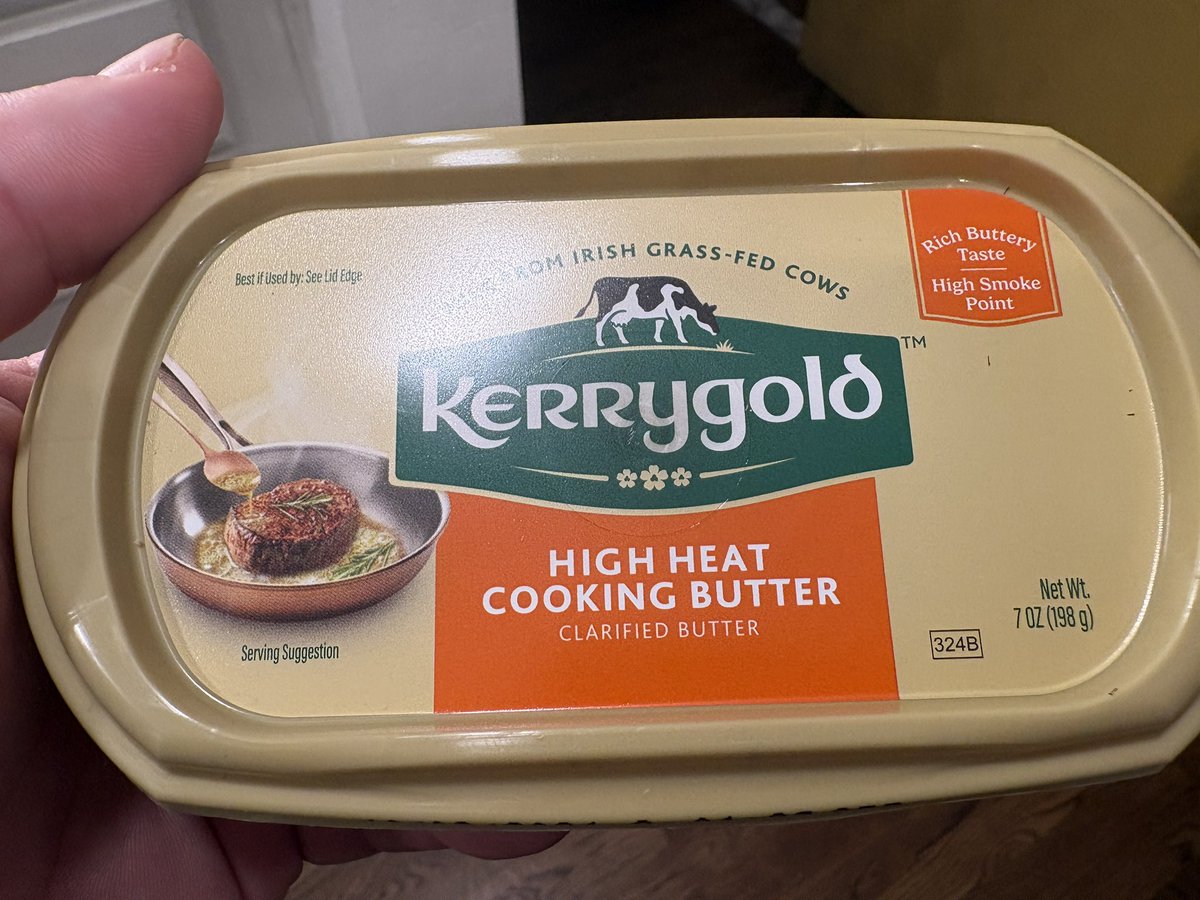 Best if Used by: See Lid Edge
FROM IRISH GRASS-FED COWS
Rich Buttery
Taste
High Smoke
Point
Kerrygold
TM
HIGH HEAT
COOKING BUTTER
CLARIFIED BUTTER
Serving Suggestion
Net Wt.
7 OZ (198 g)
324B